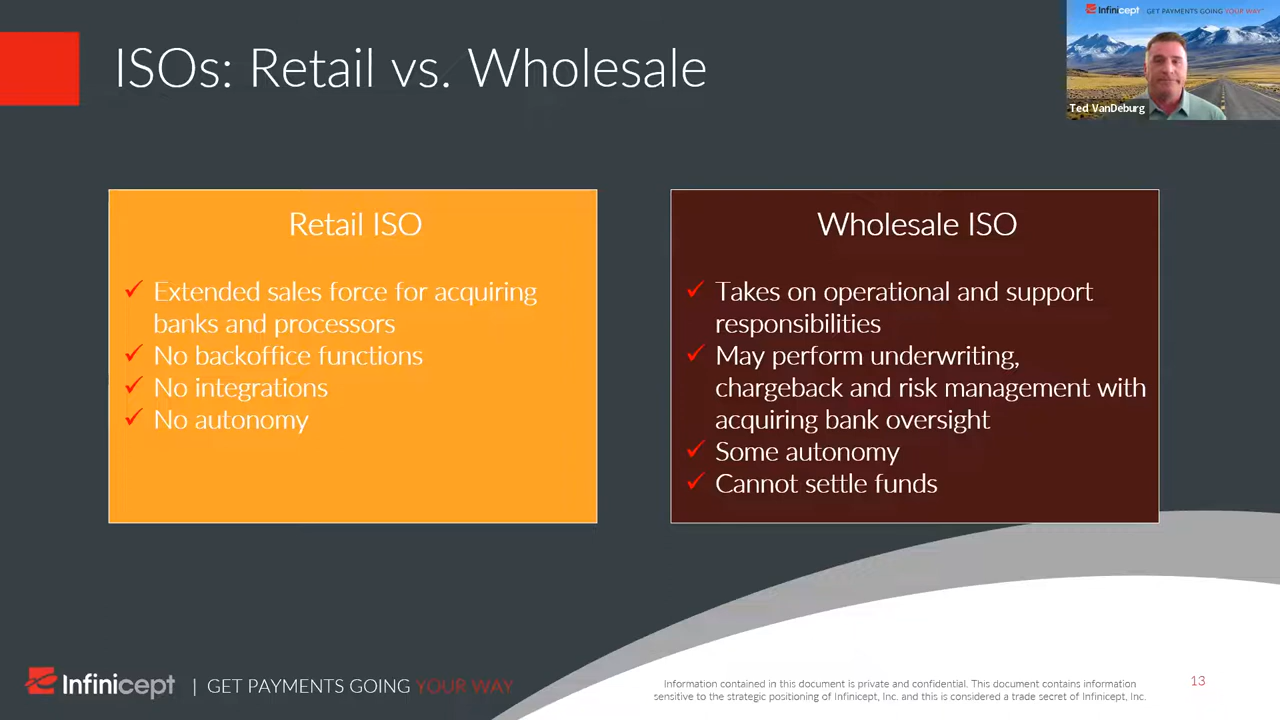 ISOs: Retail vs. Wholesale
Infinicept GET PAYMENTS GOING YOUR WAY
Ted VanDeburg
Retail ISO
✓ Extended sales force for acquiring
banks and processors
✓ No backoffice functions
✓ No integrations
✓ No autonomy
Wholesale ISO
✓ Takes on operational and support
responsibilities
✓ May perform underwriting,
chargeback and risk management with
acquiring bank oversight
✓ Some autonomy
✓ Cannot settle funds
Infinicept | GET PAYMENTS GOING YOUR WAY
Information contained in this document is private and confidential. This document contains information
sensitive to the strategic positioning of Infinicept, Inc. and this is considered a trade secret of Infinicept, Inc.
13